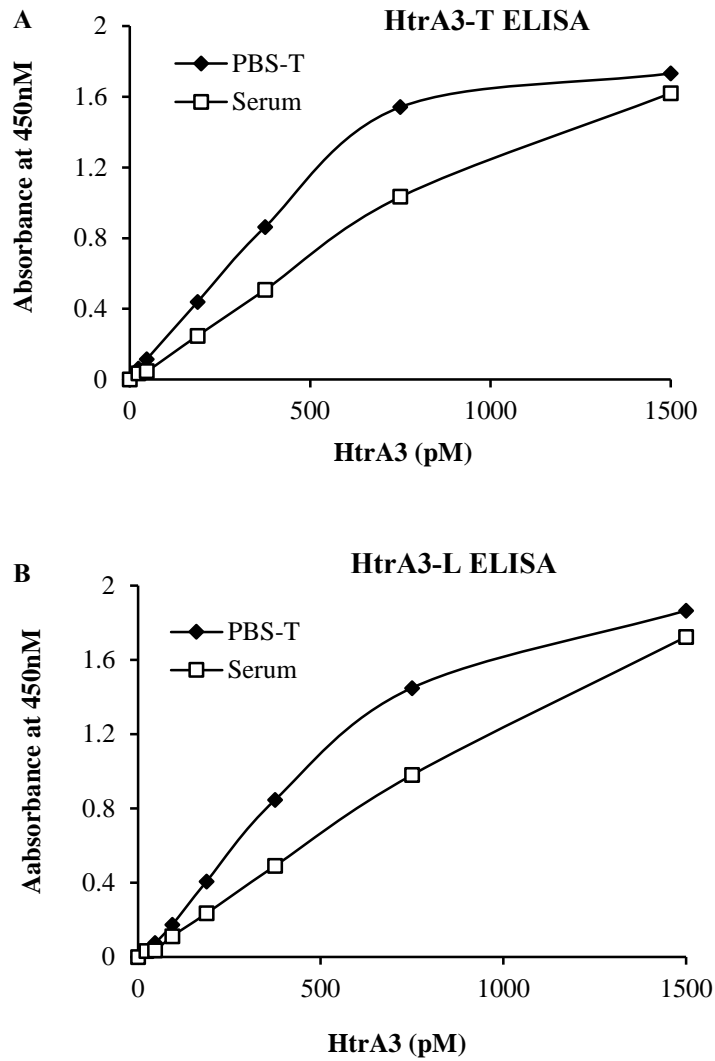 A
HtrA3-T ELISA
2
PBS-T
1.6
Serum
1.2
Absorbance at 450nM
0.8
0.4
0
0 500 1000 1500
HtrA3 (pM)
B
HtrA3-L ELISA
2
PBS-T
1.6
Serum
1.2
Aabsorbance at 450nM
0.8
0.4
0
0 500 1000 1500
HtrA3 (pM)